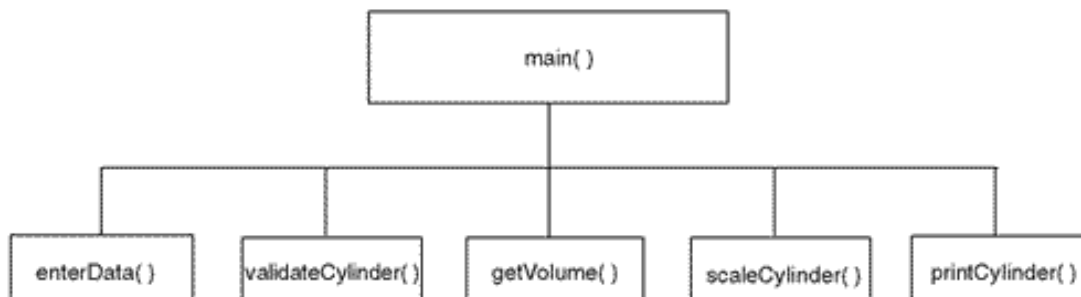 main( )
enterData( )
validateCylinder( )
getVolume( )
scaleCylinder( )
printCylinder( )